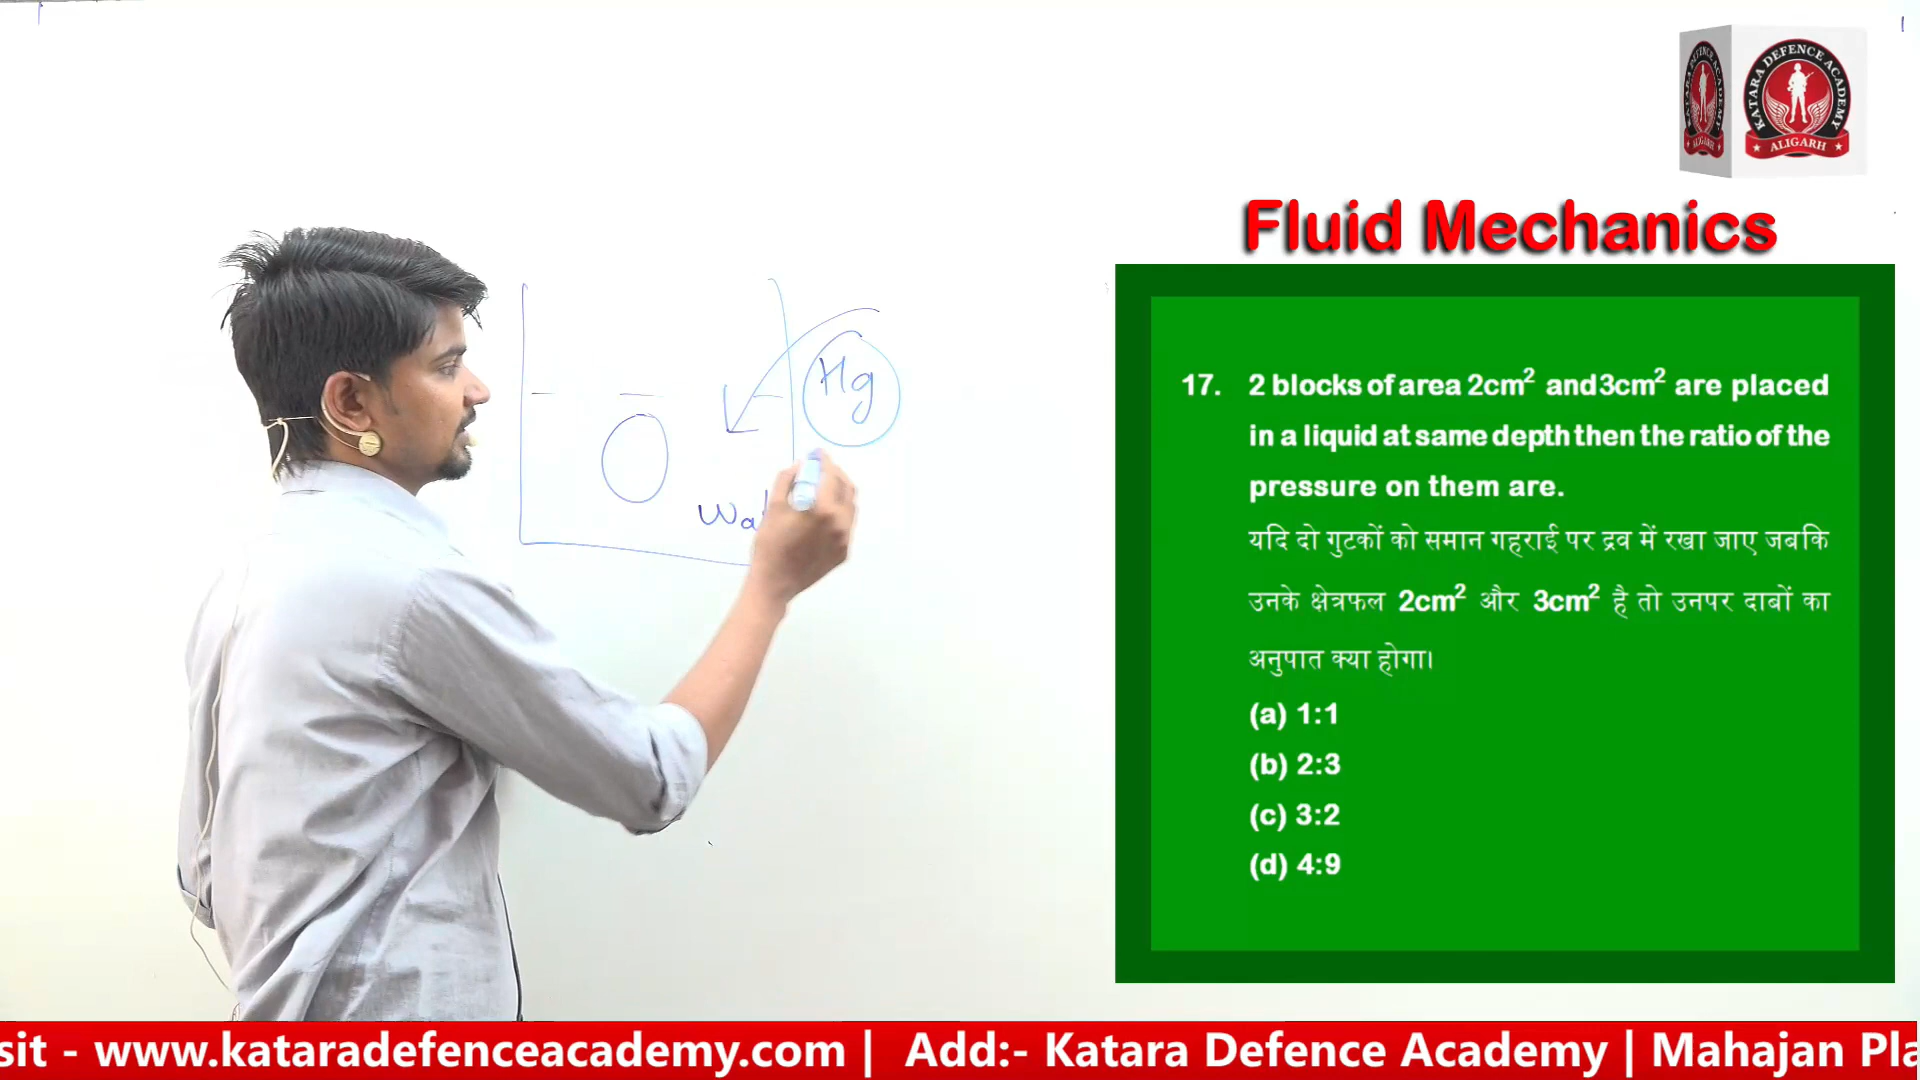 KATARA DEFENCE ACADEMY
ALIGARH
Fluid Mechanics
17. 2 blocks of area 2cm² and 3cm² are placed
in a liquid at same depth then the ratio of the
pressure on them are.
यदि दो गुटकों को समान गहराई पर द्रव में रखा जाए जबकि
उनके क्षेत्रफल 2cm² और 3cm² है तो उनपर दाबों का
अनुपात क्या होगा।
(a) 1:1
(b) 2:3
(c) 3:2
(d) 4:9
Hg
sit - www.kataradefenceacademy.com | Add:- Katara Defence Academy | Mahajan Pla